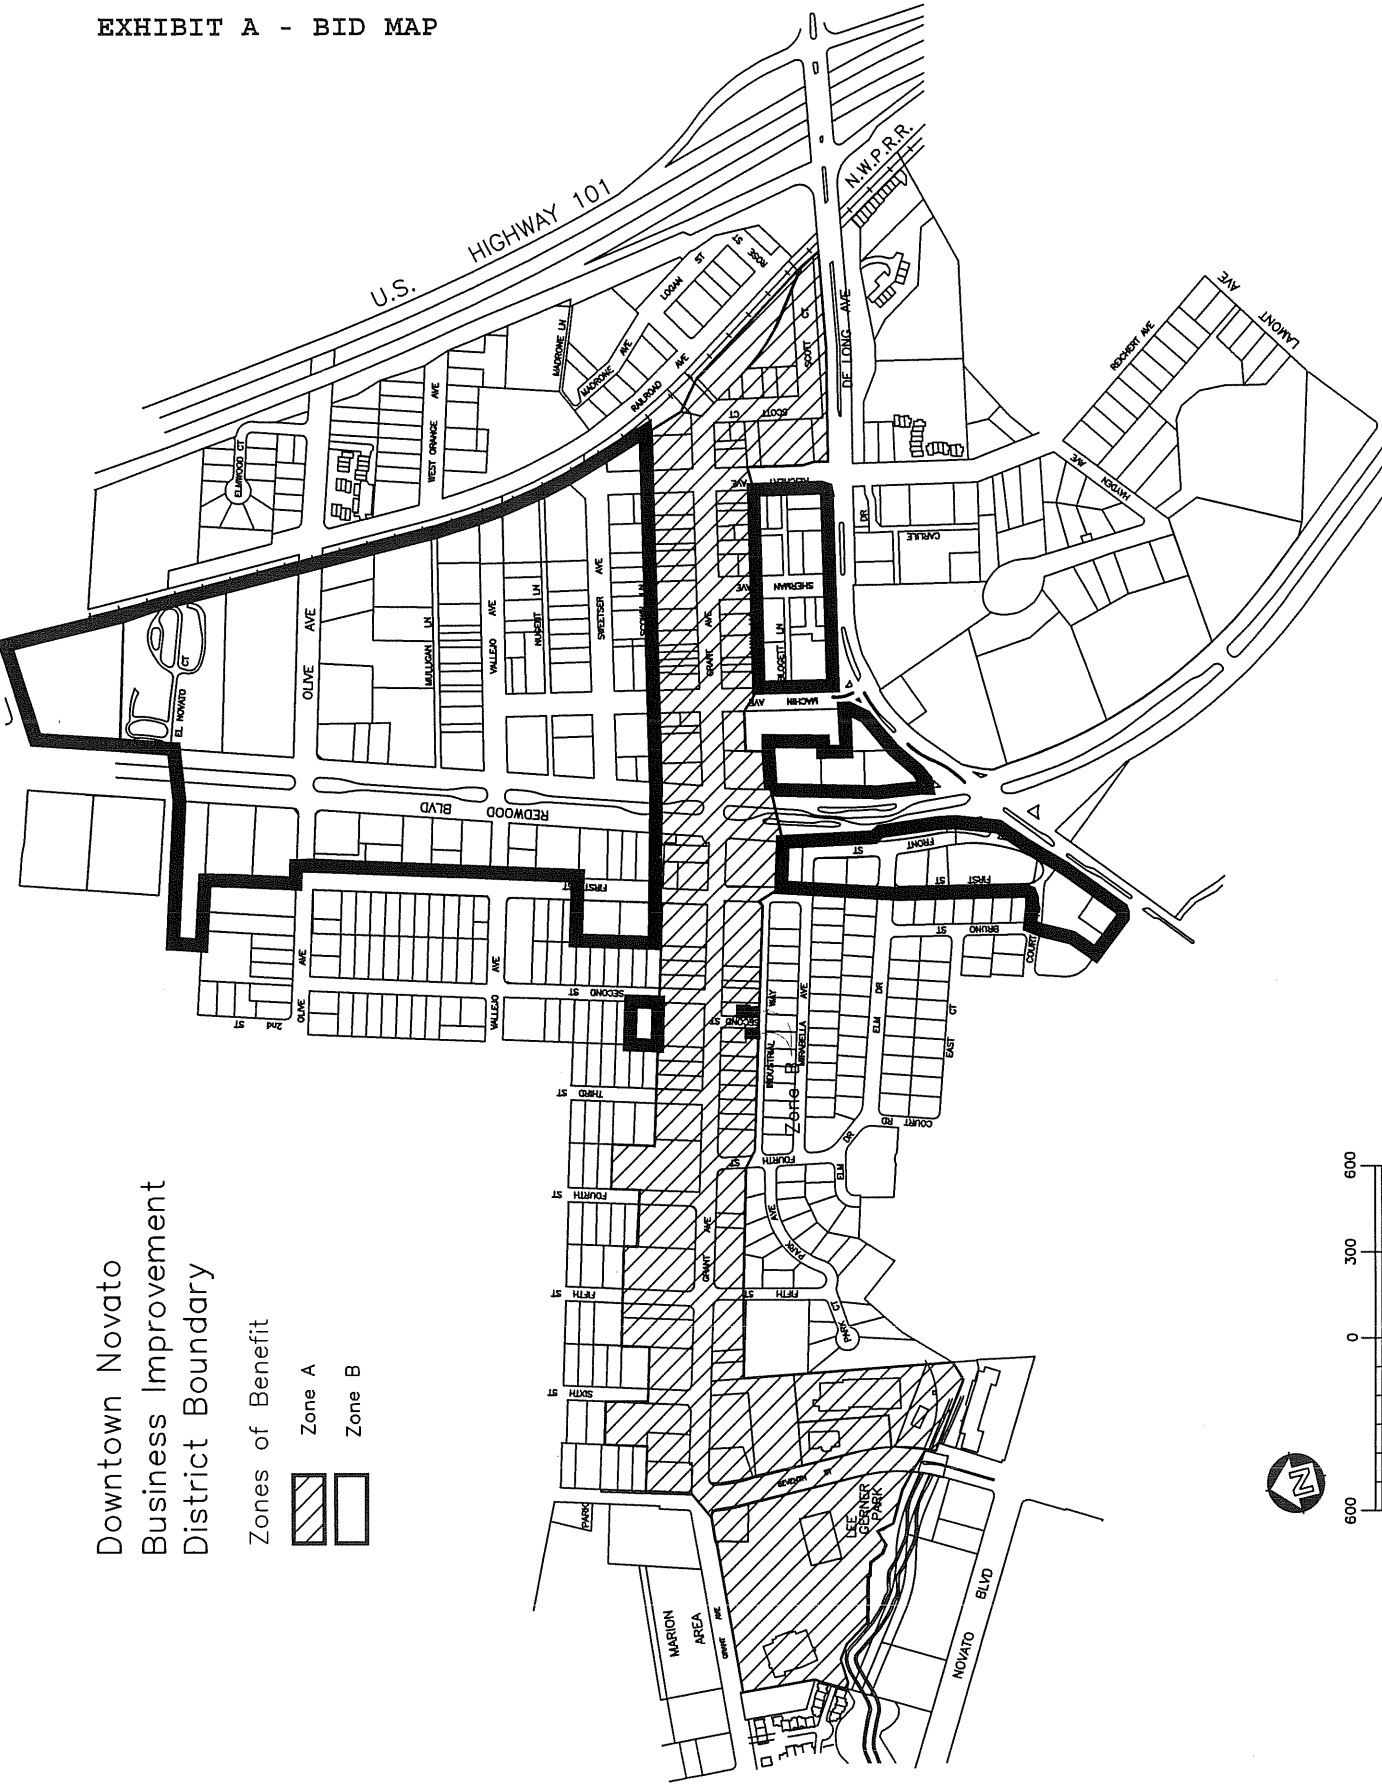 EXHIBIT A - BID MAP
Downtown Novato
Business Improvement
District Boundary
Zones of Benefit
Zone A
Zone B
U.S. HIGHWAY 101
N.W.P.R.R.
DE LONG AVE
LOGAN ST
ROSE ST
MADRONE LN
MADRONE AVE
RAILROAD AVE
SCOTT CT
SCOTT CT
WEST ORANGE AVE
ELMWOOD CT
OLIVE AVE
EL NOVATO CT
MULLIGAN LN
VALLEJO AVE
NUGENT LN
SWEETSER AVE
GRANT AVE
REICHERT AVE
SHERMAN AVE
BLOGETT LN
MACHIN AVE
CARLILE DR
HAYDEN AVE
REICHERT AVE
LAMONT AVE
REDWOOD BLVD
FRONT ST
FIRST ST
FIRST ST
BRUNO ST
COURT
OLIVE AVE
2nd ST
VALLEJO AVE
SECOND ST
SECOND ST
INDUSTRIAL WAY
MIRABELLA AVE
Zone B
ELM DR
EAST CT
COURT RD
ELM DR
THIRD ST
FOURTH ST
FOURTH ST
GRANT AVE
PARK AVE
FIFTH ST
FIFTH ST
PARK CT
SIXTH ST
LEE GERNER PARK
PARK
MARION AREA
GRANT AVE
NOVATO BLVD
N
600 300 0 600